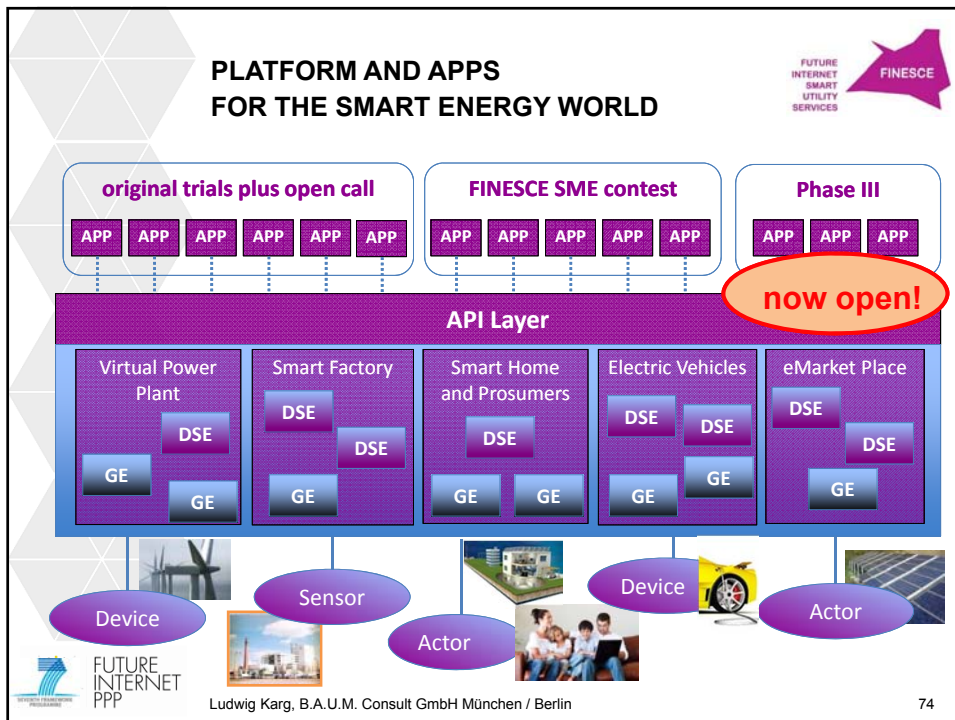 PLATFORM AND APPS
FOR THE SMART ENERGY WORLD
FUTURE
INTERNET
SMART
UTILITY
SERVICES
FINESCE
original trials plus open call
APP APP APP APP APP APP
FINESCE SME contest
APP APP APP APP APP
Phase III
APP APP APP
now open!
API Layer
Virtual Power
Plant
DSE
GE
GE
Smart Factory
DSE
DSE
GE
Smart Home
and Prosumers
DSE
GE GE
Electric Vehicles
DSE
DSE
GE
GE
eMarket Place
DSE
DSE
GE
Device
Sensor
Actor
Device
Actor
SEVENTH FRAMEWORK
PROGRAMME
FUTURE
INTERNET
PPP
Ludwig Karg, B.A.U.M. Consult GmbH München / Berlin
74